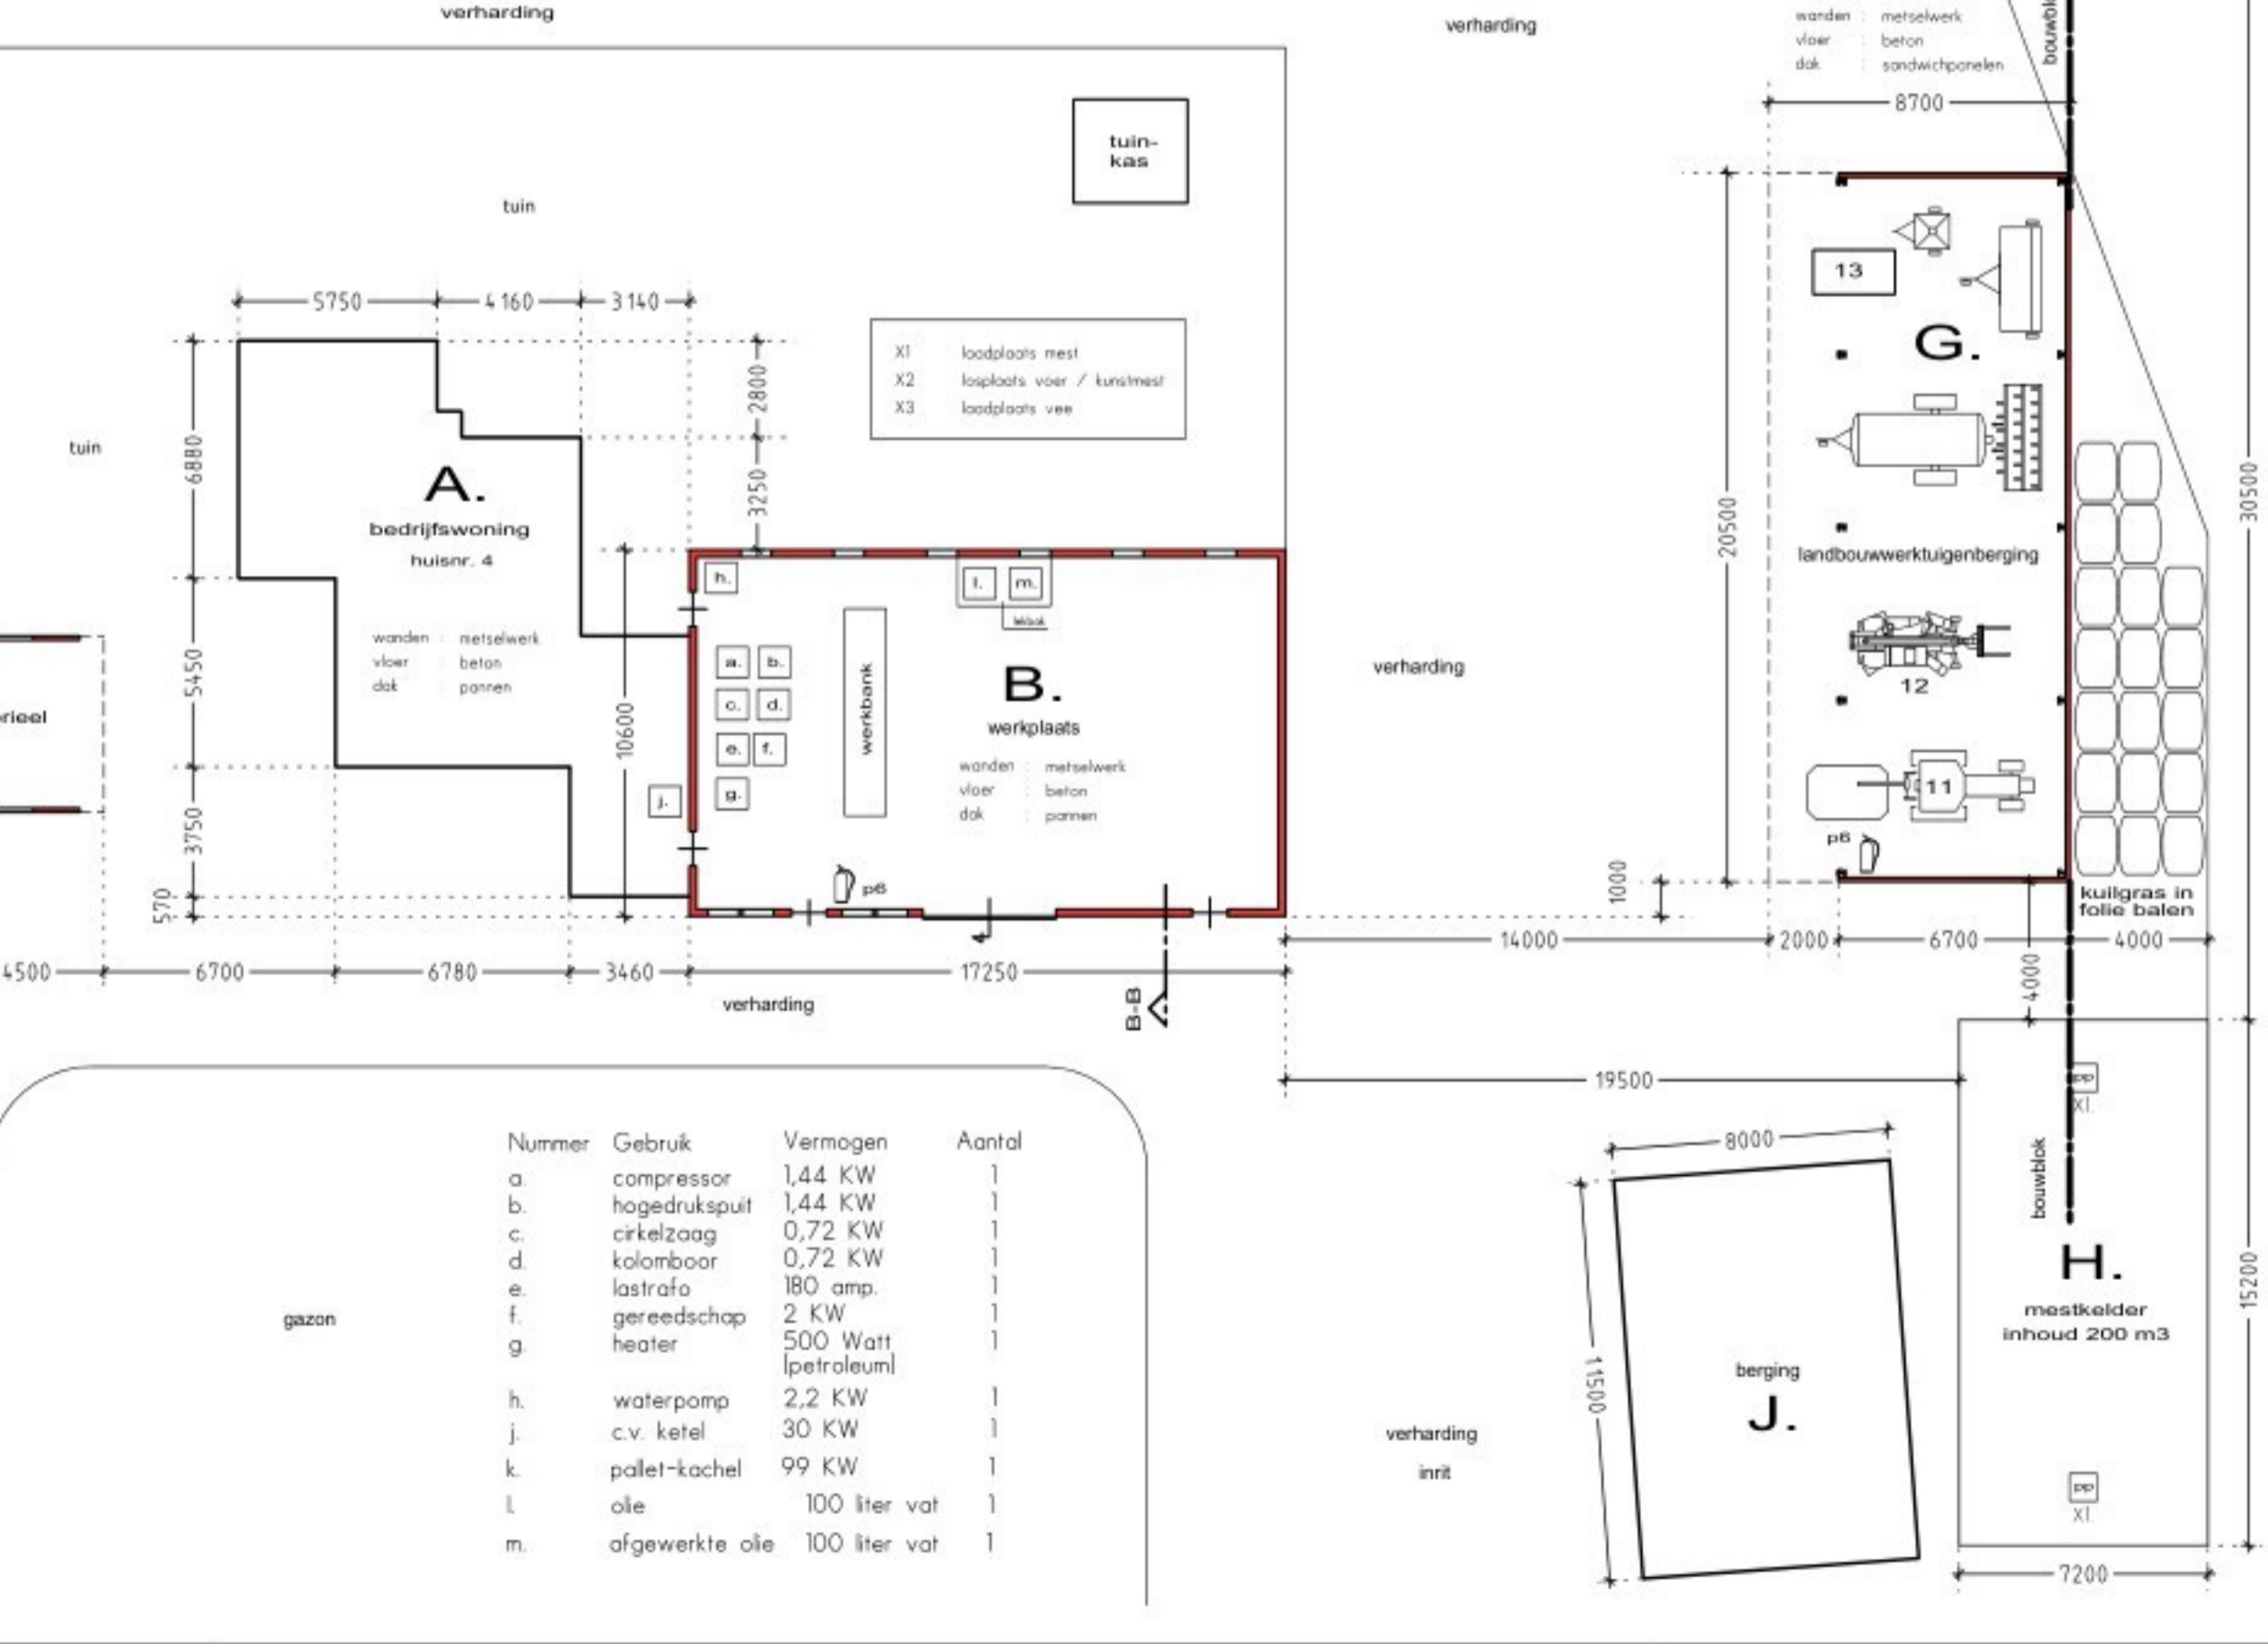 verharding
verharding
wanden : metselwerk
vloer : beton
dak : sandwichpanelen
8700
tuin-
kas
tuin
13
5750
4160
3140
G.
X1 laadplaats mest
X2 losplaats voer / kunstmest
X3 laadplaats vee
2800
6880
tuin
3250
A.
bedrijfswoning
huisnr. 4
20500
30500
landbouwwerktuigenberging
h.
l.
m.
lekbak
wanden : metselwerk
vloer : beton
dak : pannen
5450
10600
a.
b.
c.
d.
e.
f.
g.
j.
werkbank
B.
werkplaats
wanden : metselwerk
vloer : beton
dak : pannen
verharding
12
11
p6
3750
570
p6
1000
kuilgras in
folie balen
14000
2000
6700
4000
4000
4500
6700
6780
3460
17250
verharding
B-B
19500
pp
X1.
8000
bouwblok
Nummer Gebruik Vermogen Aantal
a. compressor 1,44 KW 1
b. hogedrukspuit 1,44 KW 1
c. cirkelzaag 0,72 KW 1
d. kolomboor 0,72 KW 1
e. lastrafo 180 amp. 1
f. gereedschap 2 KW 1
g. heater 500 Watt 1
(petroleum)
h. waterpomp 2,2 KW 1
j. c.v. ketel 30 KW 1
k. pallet-kachel 99 KW 1
l. olie 100 liter vat 1
m. afgewerkte olie 100 liter vat 1
gazon
H.
mestkelder
inhoud 200 m3
15200
11500
berging
J.
verharding
inrit
pp
X1.
7200